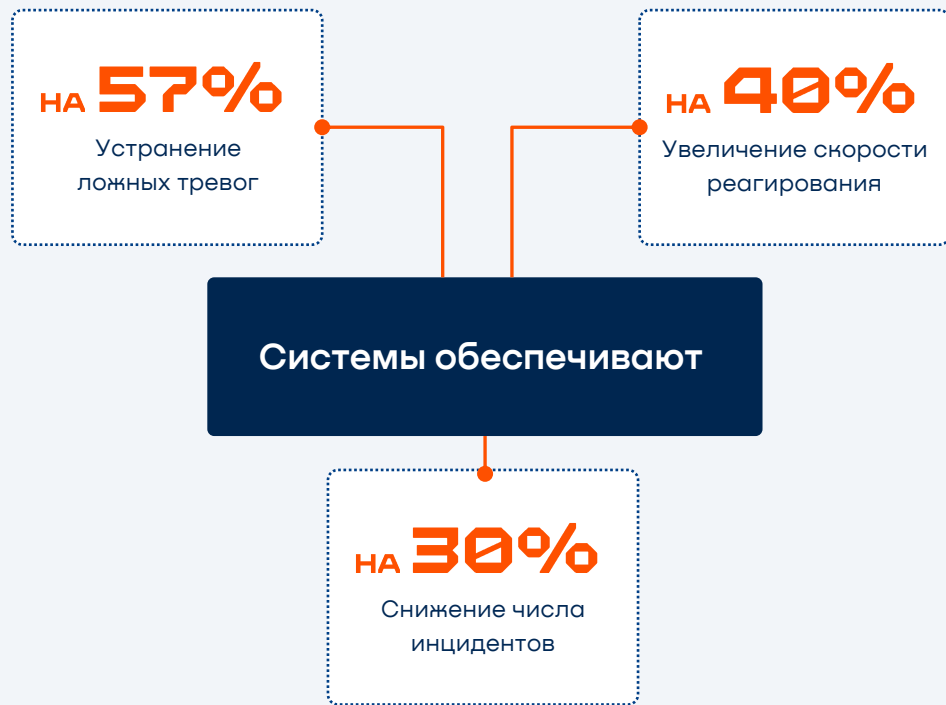 НА 57%
Устранение
ложных тревог
НА 40%
Увеличение скорости
реагирования
Системы обеспечивают
НА 30%
Снижение числа
инцидентов